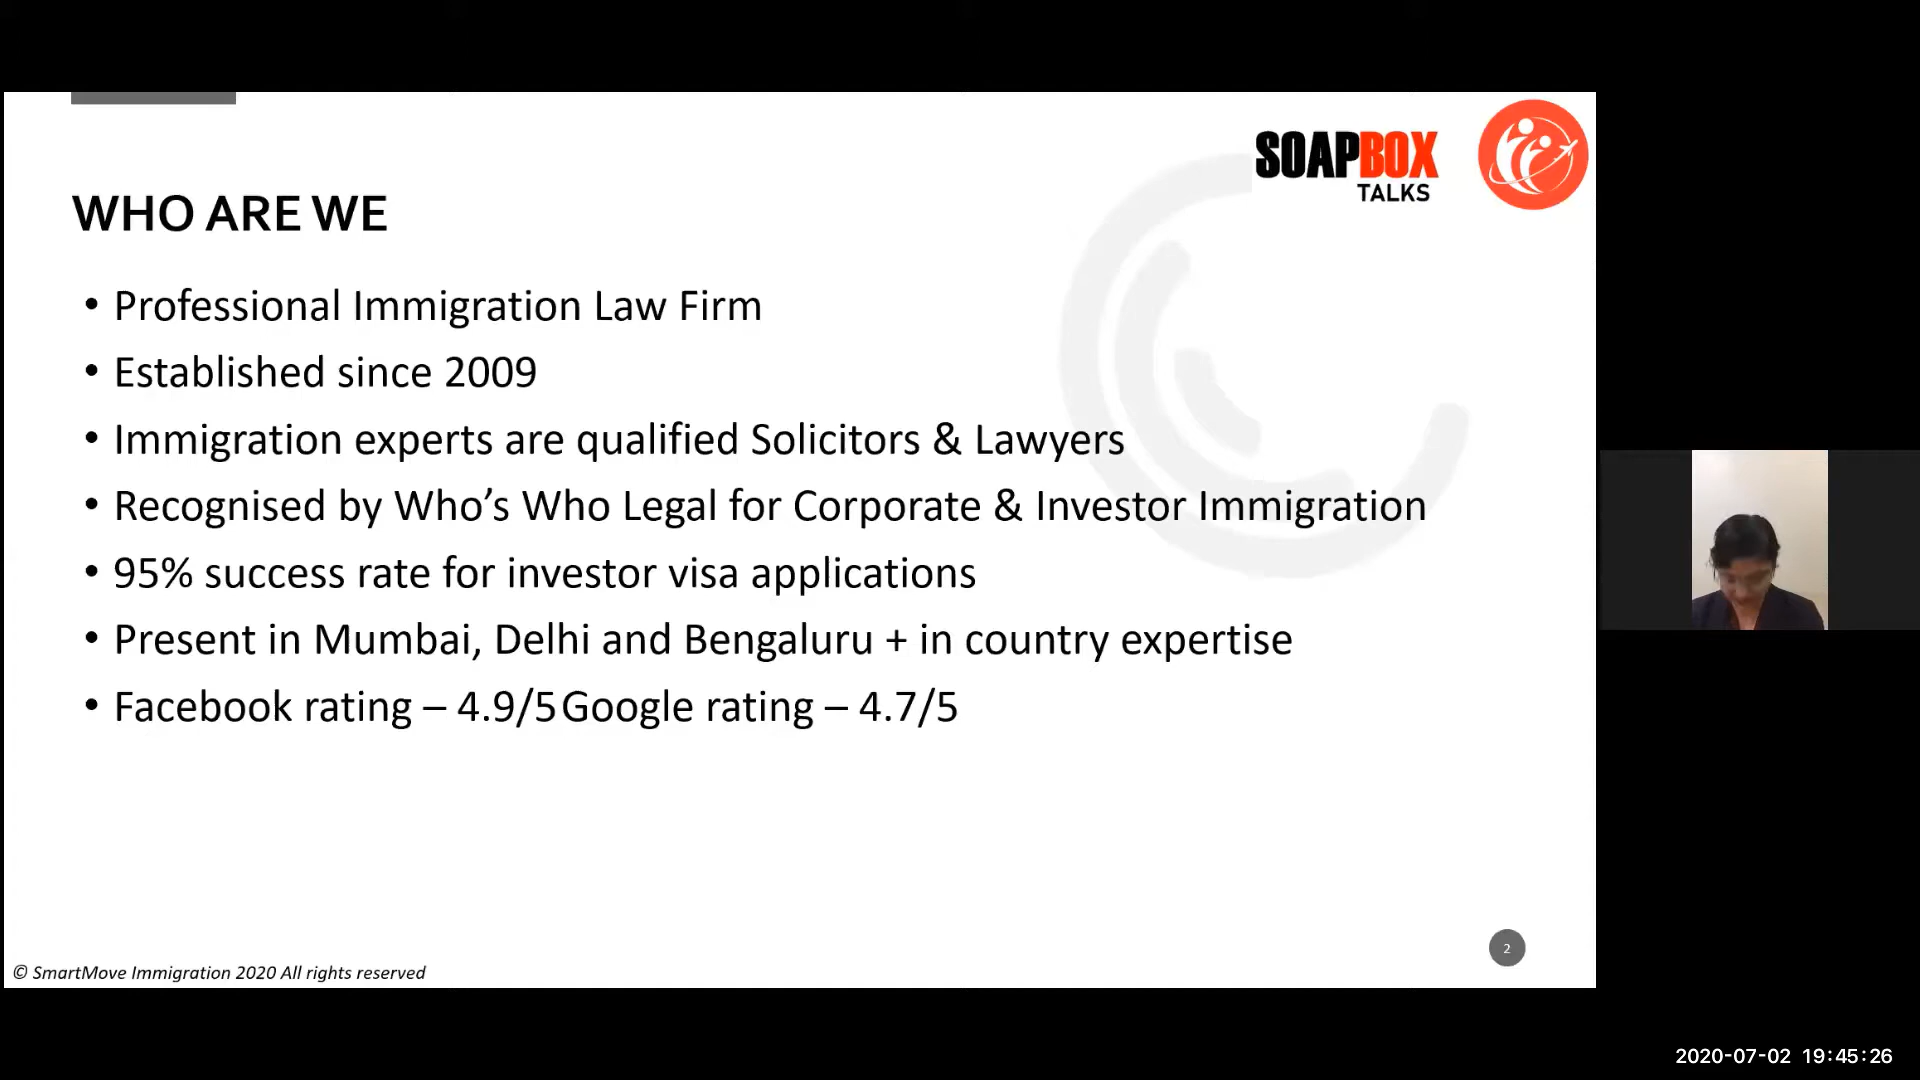 SOAPBOX
TALKS
WHO ARE WE
• Professional Immigration Law Firm
• Established since 2009
• Immigration experts are qualified Solicitors & Lawyers
• Recognised by Who’s Who Legal for Corporate & Investor Immigration
• 95% success rate for investor visa applications
• Present in Mumbai, Delhi and Bengaluru + in country expertise
• Facebook rating – 4.9/5 Google rating – 4.7/5
2
© SmartMove Immigration 2020 All rights reserved
2020-07-02 19:45:26